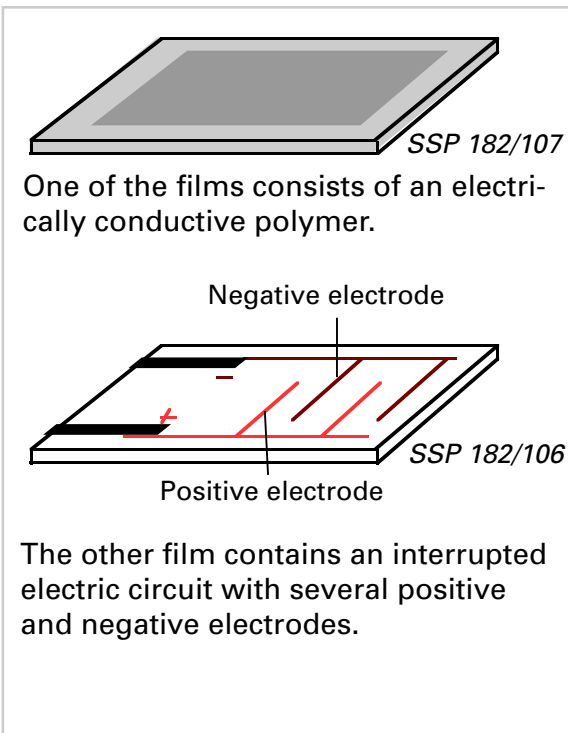 SSP 182/107
One of the films consists of an electri-
cally conductive polymer.
Negative electrode
SSP 182/106
Positive electrode
The other film contains an interrupted
electric circuit with several positive
and negative electrodes.